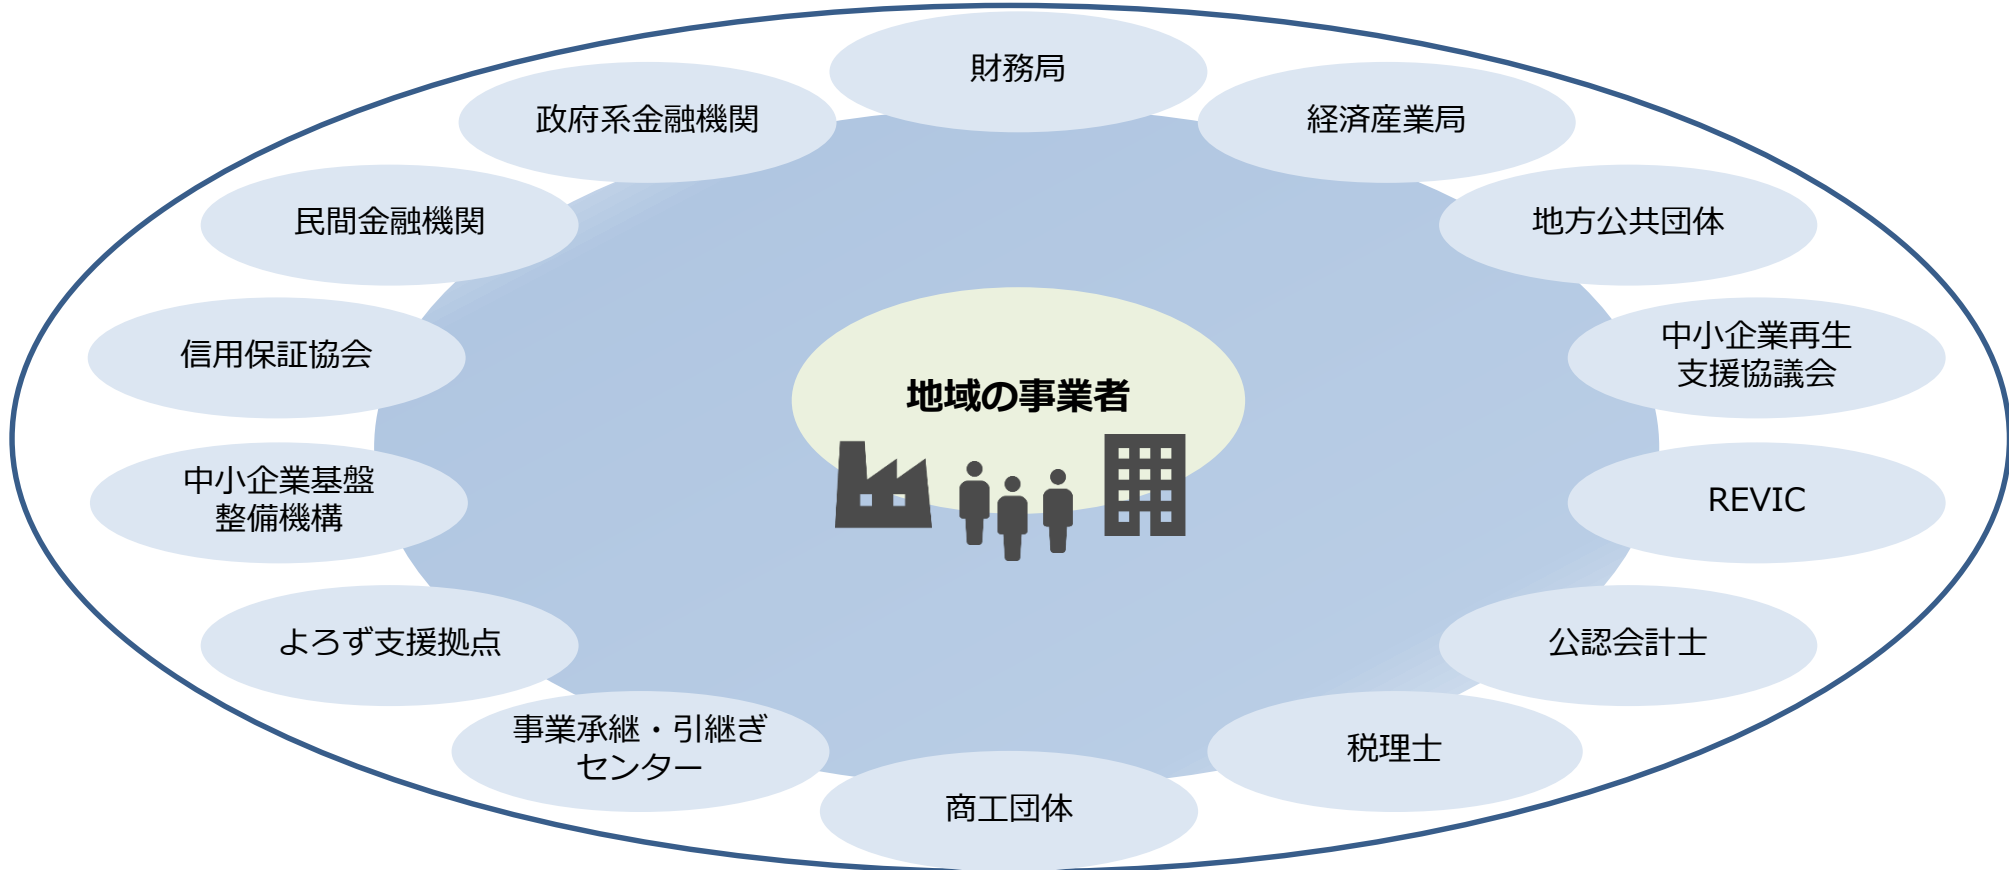 財務局
政府系金融機関
経済産業局
民間金融機関
地方公共団体
信用保証協会
中小企業再生
支援協議会
地域の事業者
中小企業基盤
整備機構
REVIC
よろず支援拠点
公認会計士
事業承継・引継ぎ
センター
税理士
商工団体